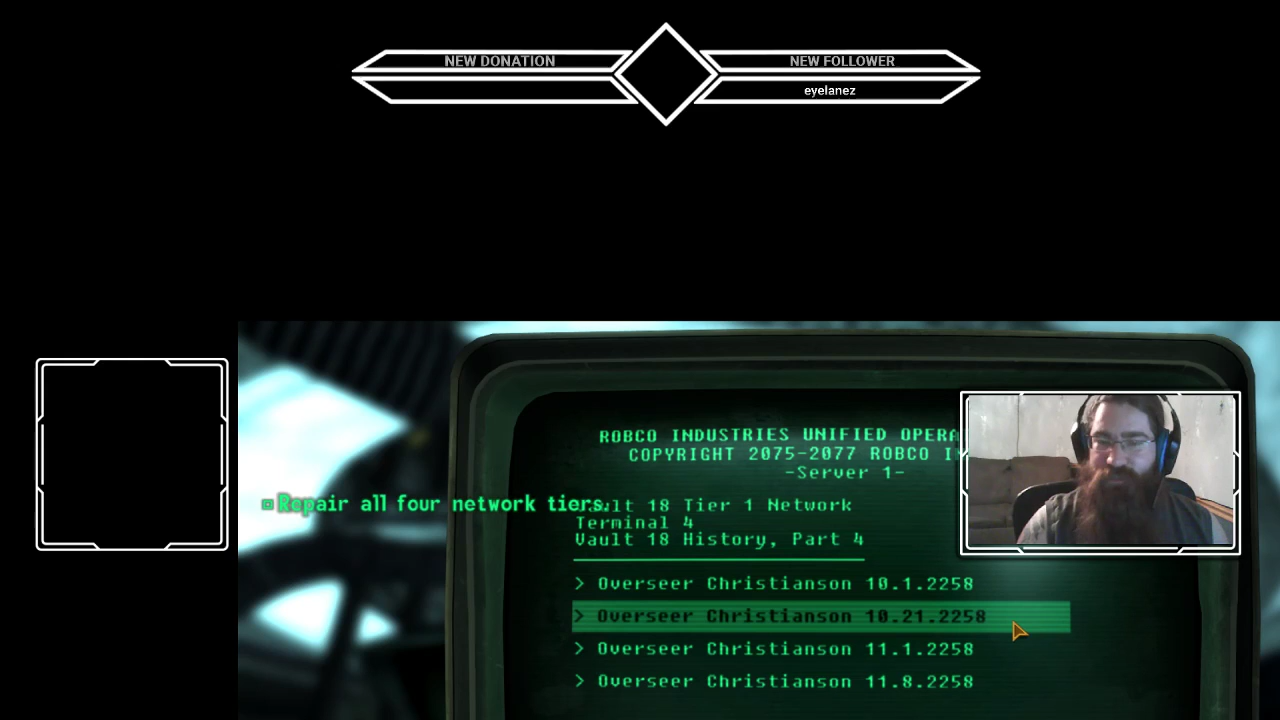 NEW DONATION
NEW FOLLOWER
eyelanez
ROBCO INDUSTRIES UNIFIED OPERA
COPYRIGHT 2075-2077 ROBCO I
-Server 1-
Repair all four network tiers.
ult 18 Tier 1 Network
Terminal 4
Vault 18 History, Part 4
> Overseer Christianson 10.1.2258
> Overseer Christianson 10.21.2258
> Overseer Christianson 11.1.2258
> Overseer Christianson 11.8.2258